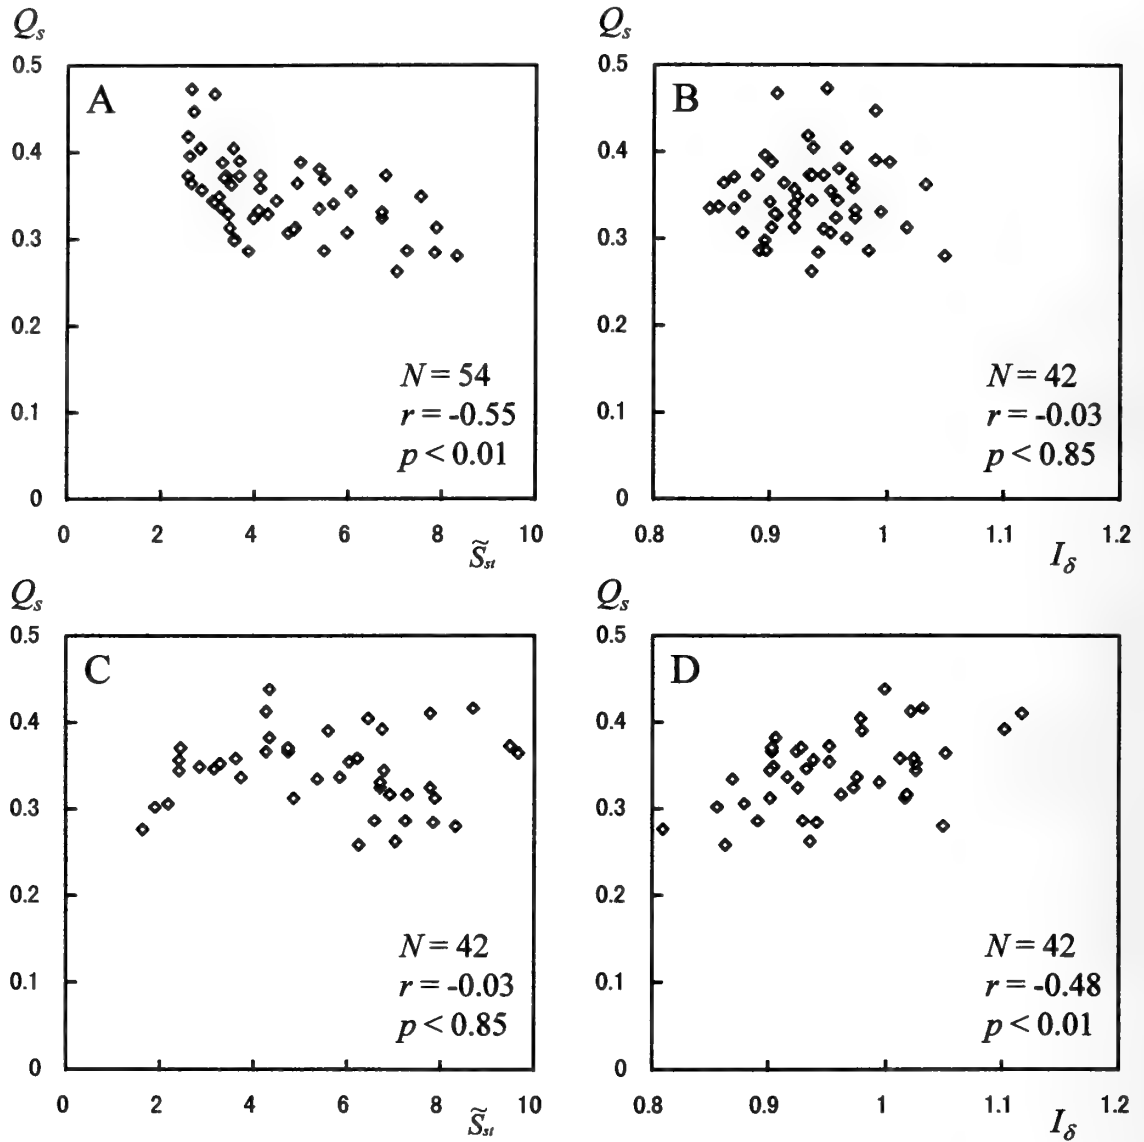 Qs
0.5
A
0.4
0.3
0.2
N = 54
0.1
r = -0.55
p < 0.01
0
0 2 4 6 8 10
S̃st
Qs
0.5
B
0.4
0.3
0.2
N = 42
0.1
r = -0.03
p < 0.85
0
0.8 0.9 1 1.1 1.2
Iδ
Qs
0.5
C
0.4
0.3
0.2
N = 42
0.1
r = -0.03
p < 0.85
0
0 2 4 6 8 10
S̃st
Qs
0.5
D
0.4
0.3
0.2
N = 42
0.1
r = -0.48
p < 0.01
0
0.8 0.9 1 1.1 1.2
Iδ